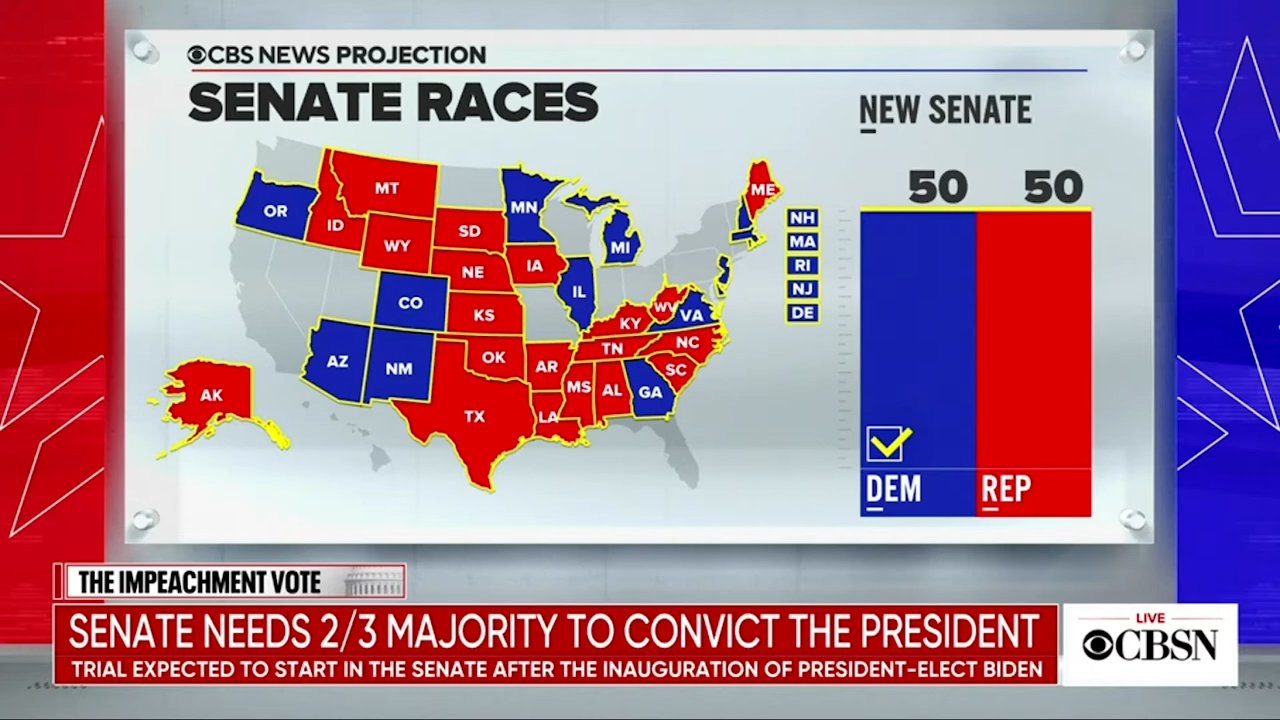 CBS NEWS PROJECTION
SENATE RACES
NEW SENATE
50 50
MT
ME
OR
MN
NH
ID
SD
MA
WY
MI
RI
IA
NE
NJ
IL
CO
KS
WV
VA
DE
KY
NC
TN
AZ
OK
NM
AR
SC
MS
AL
GA
AK
TX
LA
DEM REP
THE IMPEACHMENT VOTE
SENATE NEEDS 2/3 MAJORITY TO CONVICT THE PRESIDENT
TRIAL EXPECTED TO START IN THE SENATE AFTER THE INAUGURATION OF PRESIDENT-ELECT BIDEN
LIVE
CBSN